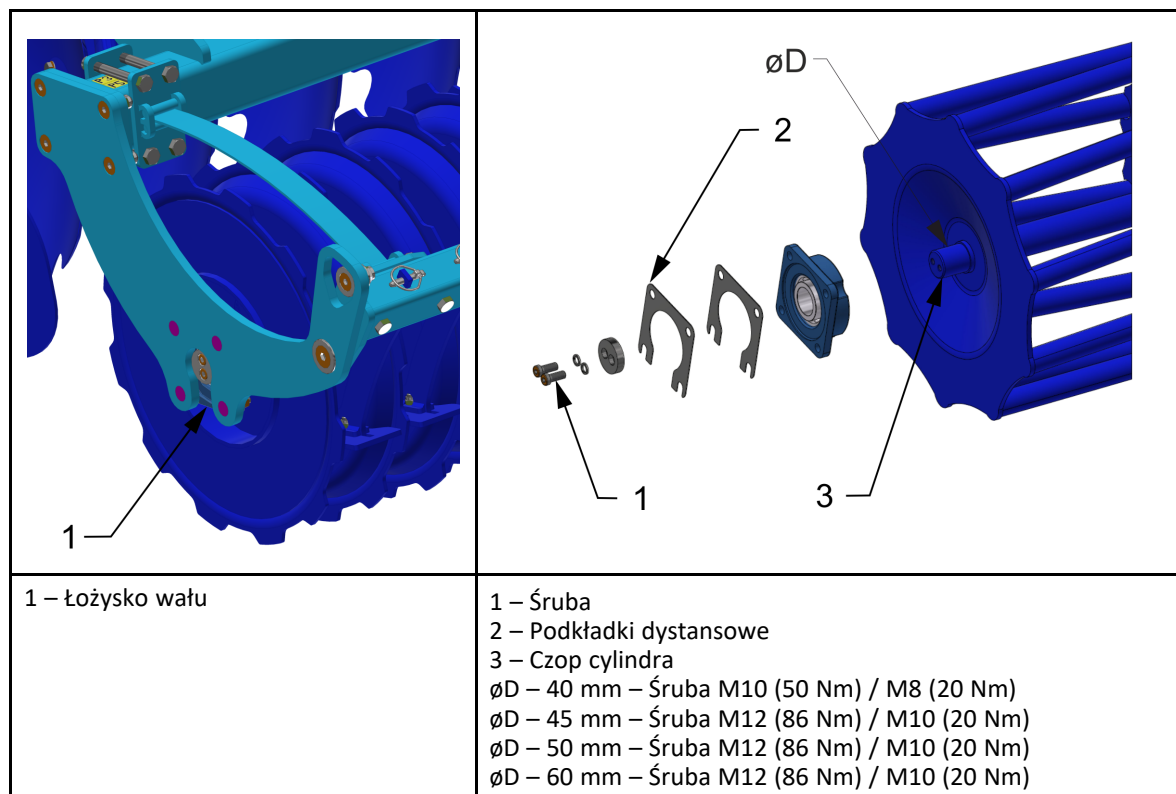 1
øD
2
1
3
1 – Łożysko wału
1 – Śruba
2 – Podkładki dystansowe
3 – Czop cylindra
øD – 40 mm – Śruba M10 (50 Nm) / M8 (20 Nm)
øD – 45 mm – Śruba M12 (86 Nm) / M10 (20 Nm)
øD – 50 mm – Śruba M12 (86 Nm) / M10 (20 Nm)
øD – 60 mm – Śruba M12 (86 Nm) / M10 (20 Nm)